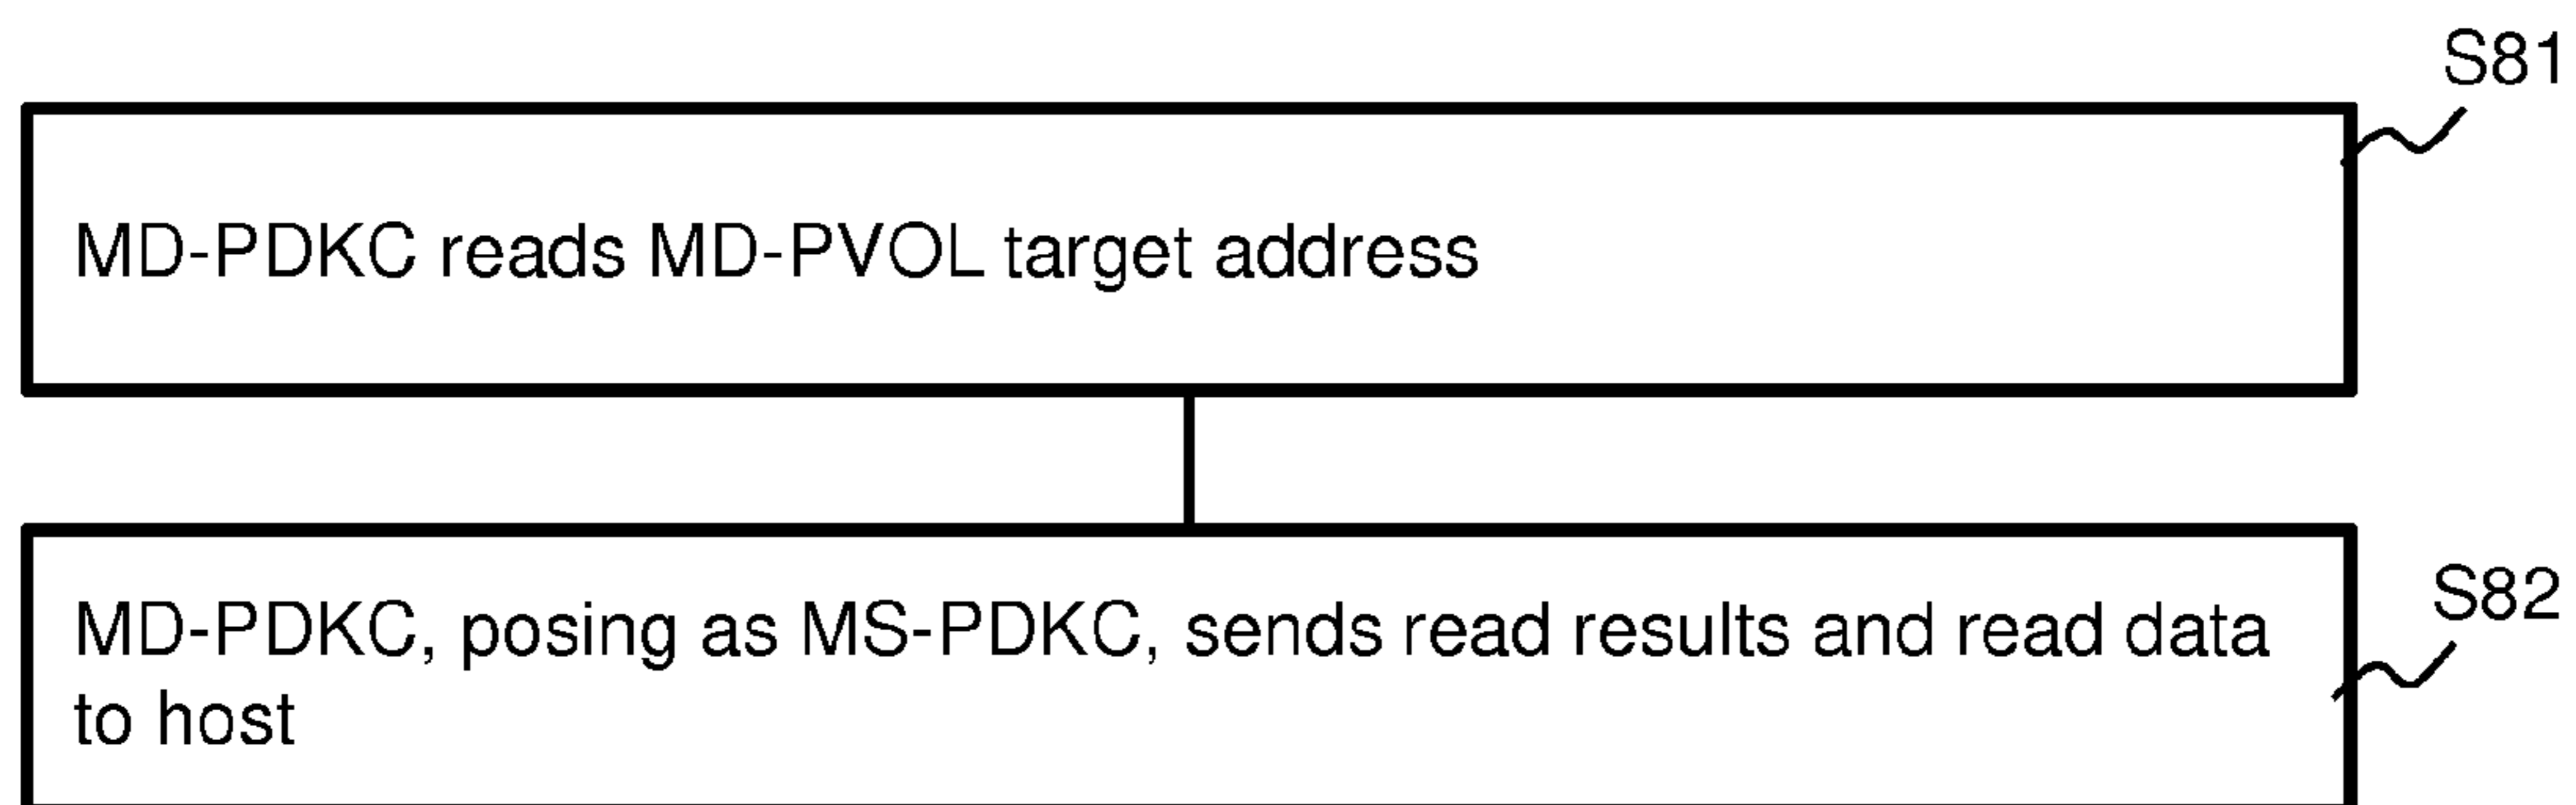 S81
MD-PDKC reads MD-PVOL target address
S82
MD-PDKC, posing as MS-PDKC, sends read results and read data
to host